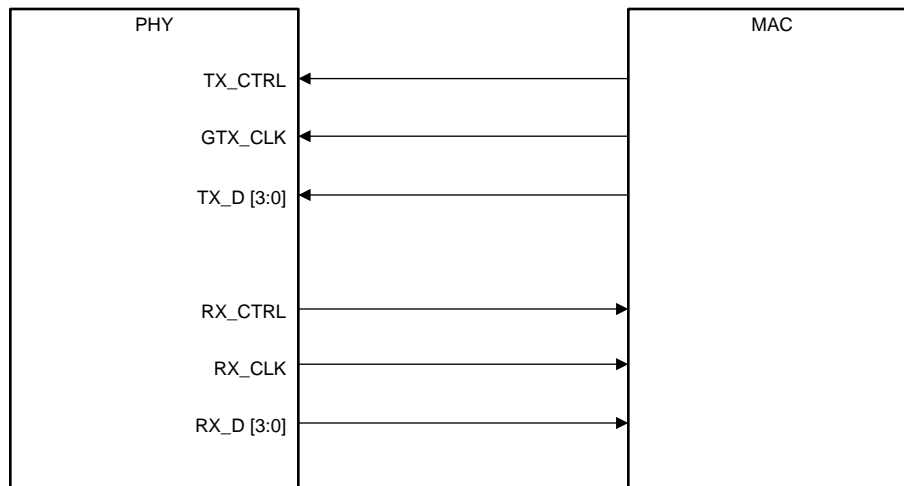 PHY
MAC
TX_CTRL
GTX_CLK
TX_D [3:0]
RX_CTRL
RX_CLK
RX_D [3:0]